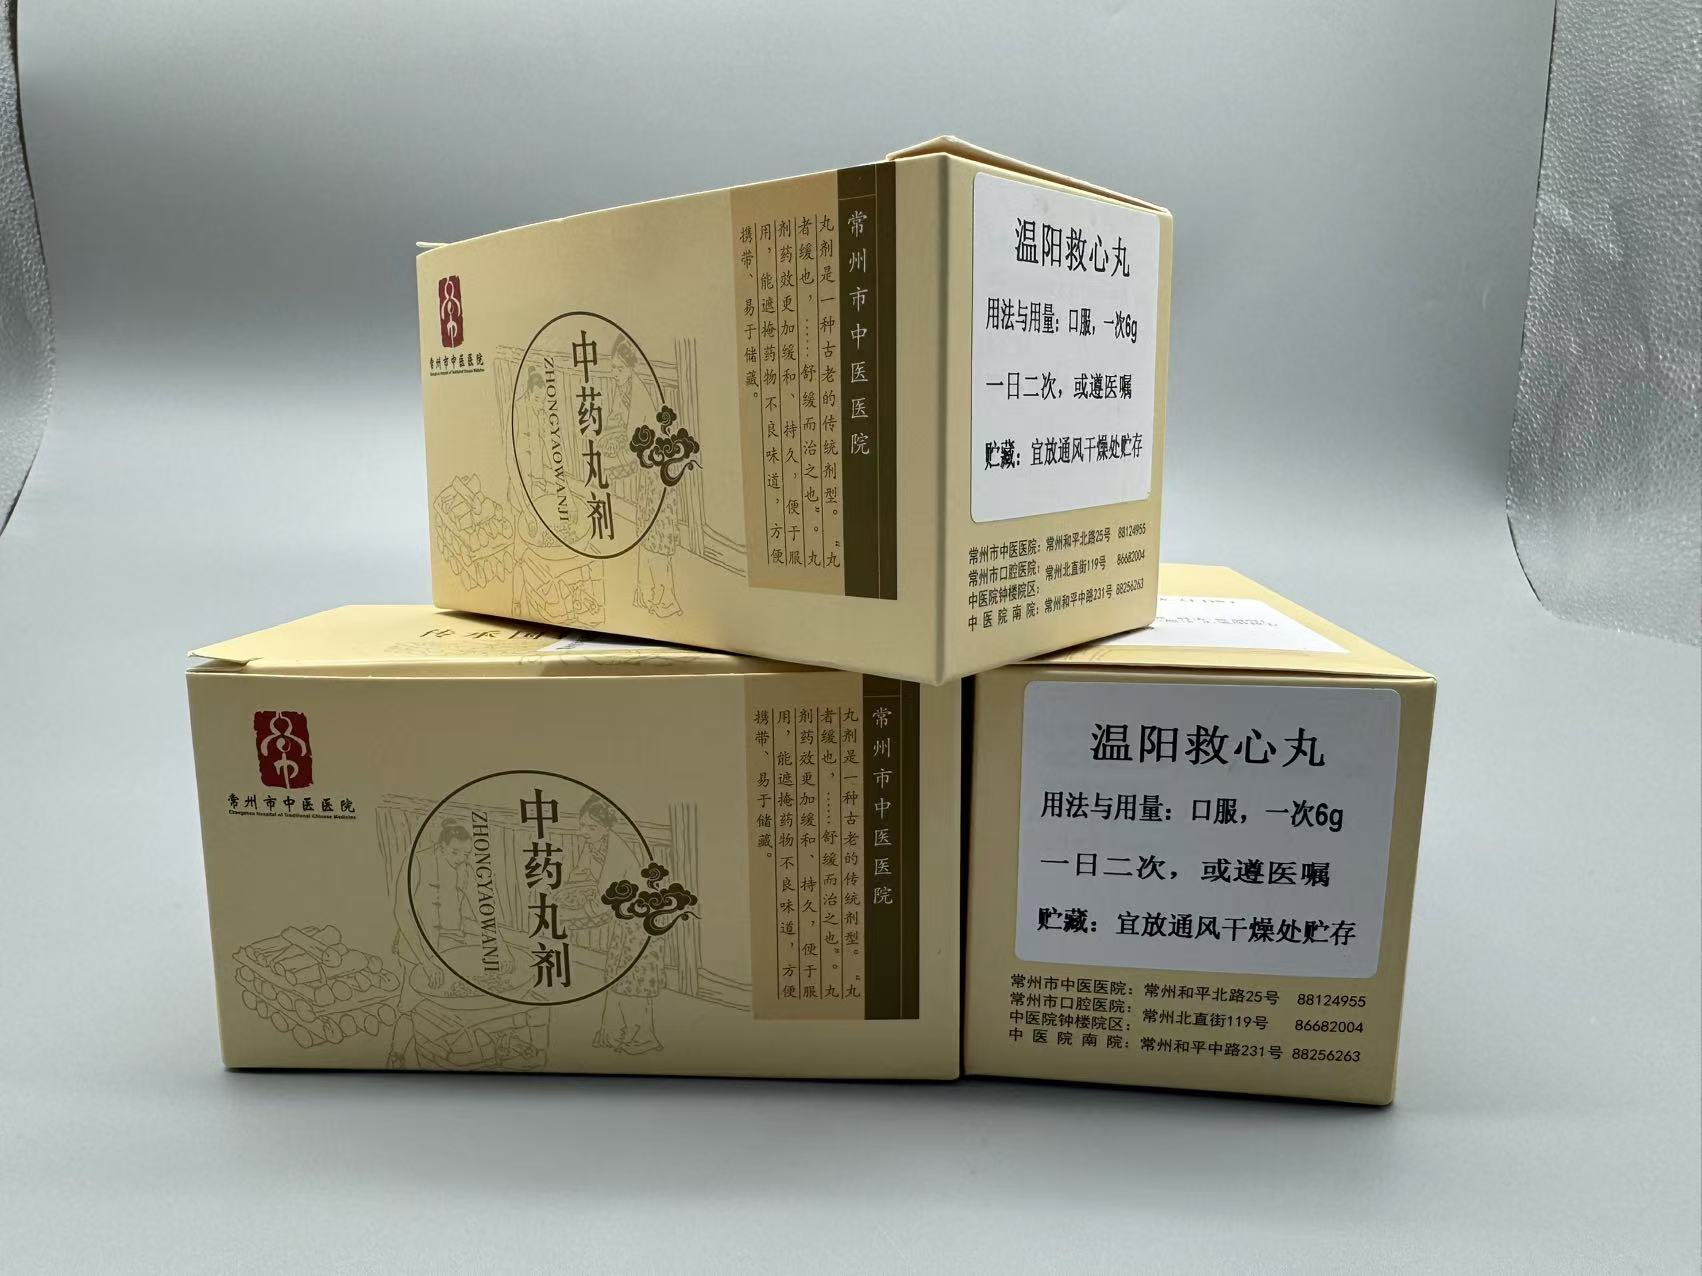 常州市中医医院
中药丸剂
ZHONGYAOWANJI
常州市中医医院
丸剂是一种古老的传统剂型。“丸
者缓也,……舒缓而治之也”。丸
剂药效更加缓和、持久,便于服
用,能遮掩药物不良味道,方便
携带、易于储藏。
温阳救心丸
用法与用量:口服,一次6g
一日二次,或遵医嘱
贮藏:宜放通风干燥处贮存
常州市中医医院:常州和平北路25号 88124955
常州市口腔医院:
中医院钟楼院区:常州北直街119号 86682004
中医院南院:常州和平中路231号 88256263
常州市中医医院
Changzhou Hospital of Traditional Chinese Medicine
中药丸剂
ZHONGYAOWANJI
常州市中医医院
丸剂是一种古老的传统剂型。“丸
者缓也,……舒缓而治之也”。丸
剂药效更加缓和、持久,便于服
用,能遮掩药物不良味道,方便
携带、易于储藏。
温阳救心丸
用法与用量:口服,一次6g
一日二次,或遵医嘱
贮藏:宜放通风干燥处贮存
常州市中医医院:常州和平北路25号 88124955
常州市口腔医院:
中医院钟楼院区:常州北直街119号 86682004
中医院南院:常州和平中路231号 88256263